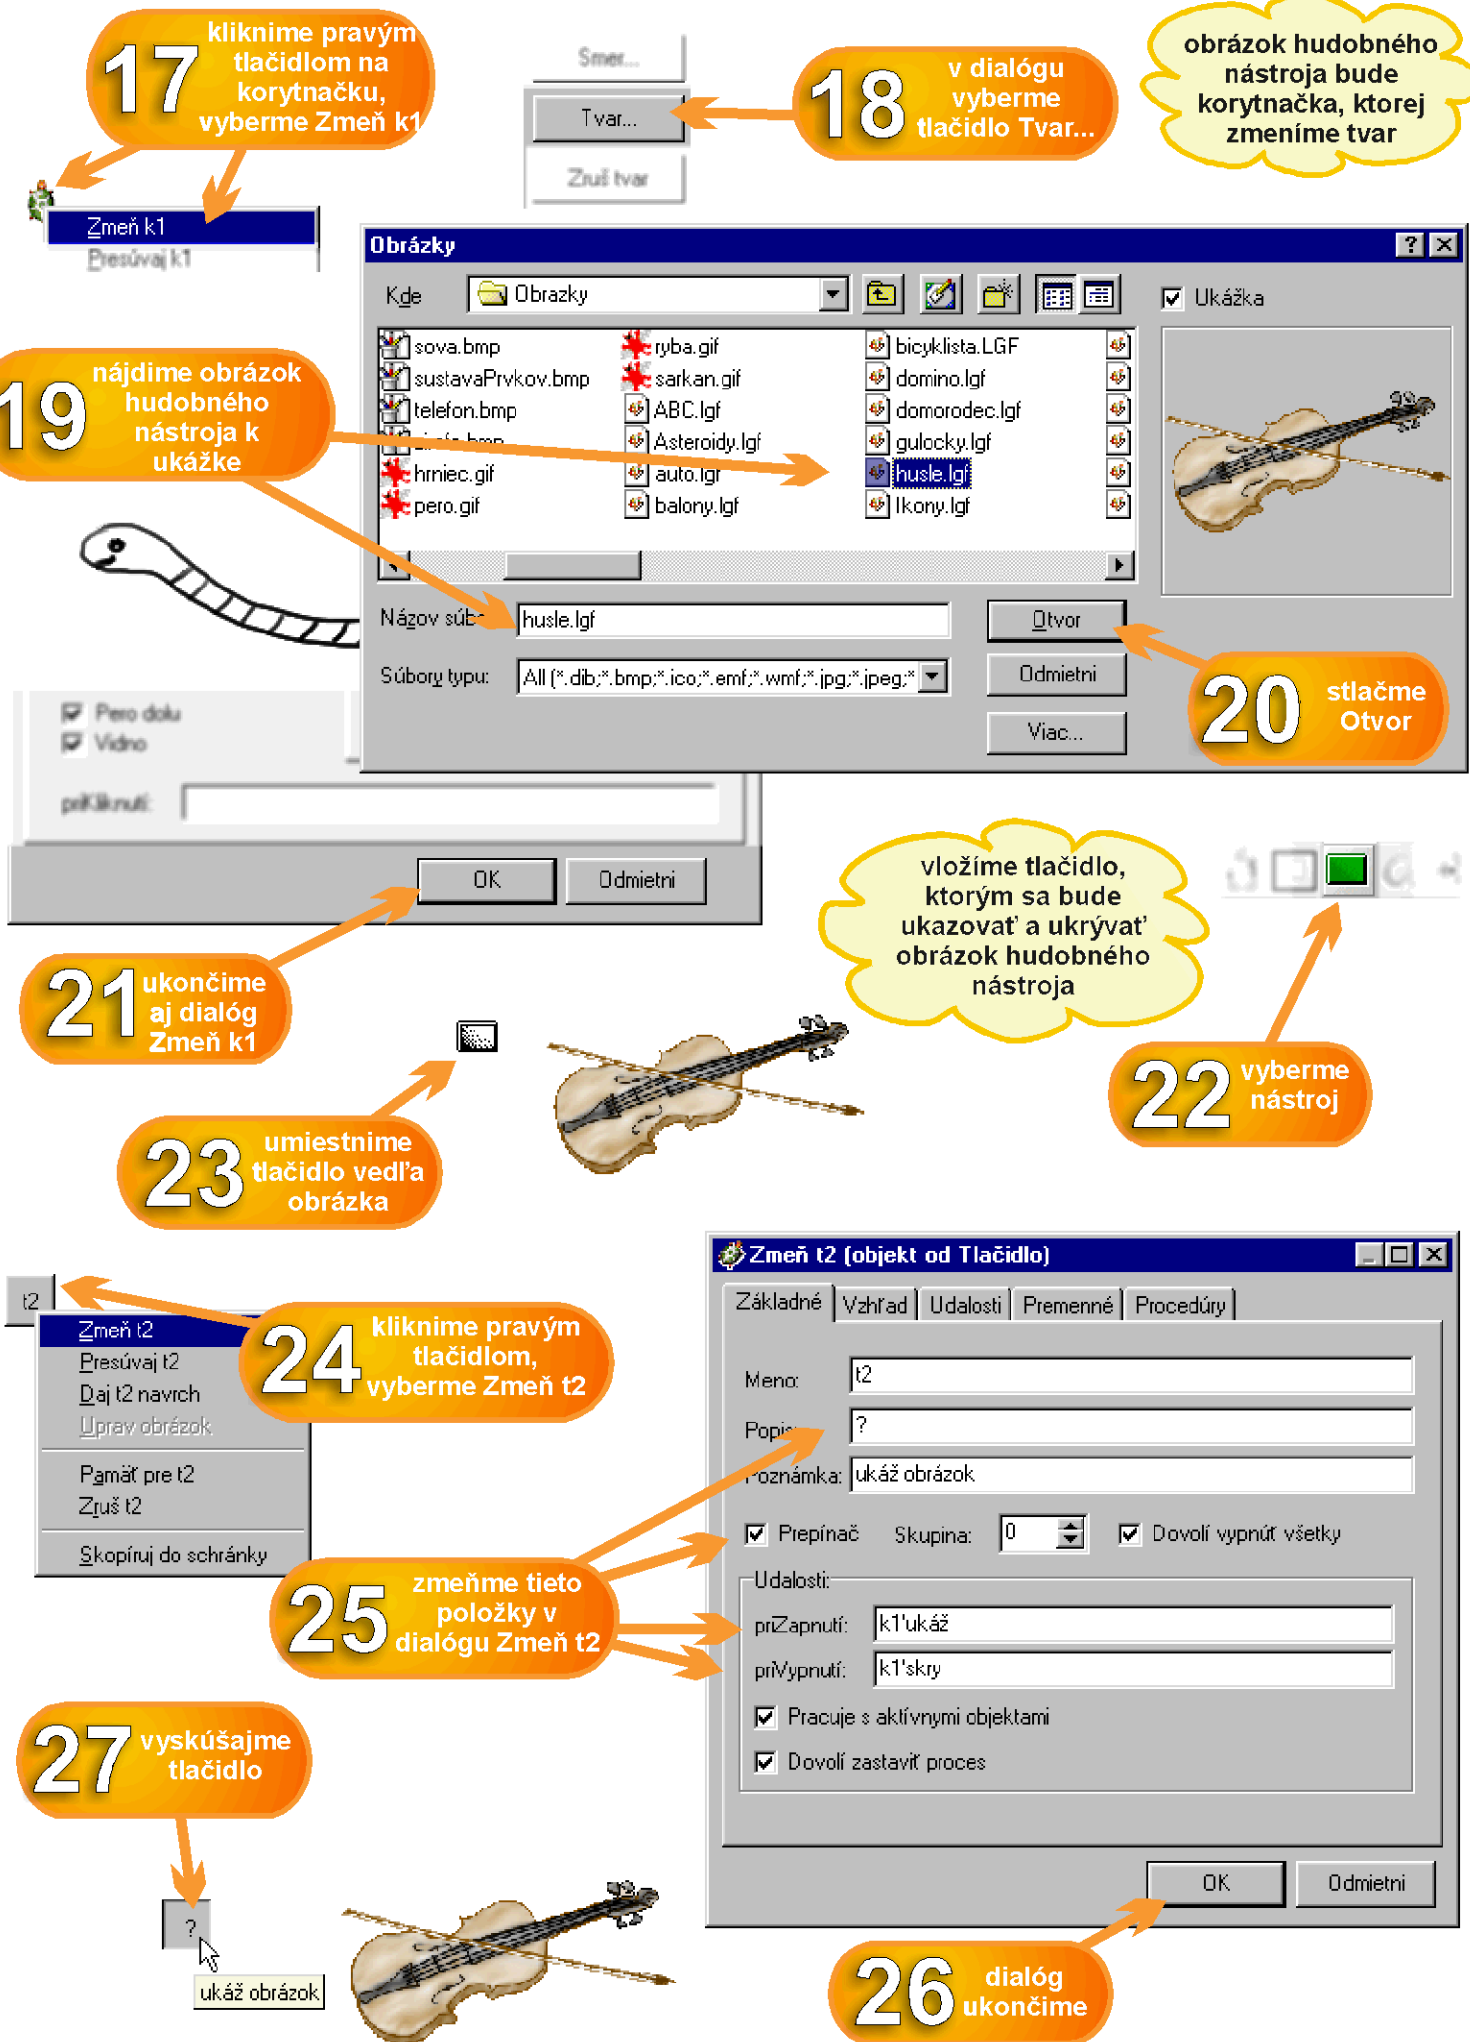 17
kliknime pravým
tlačidlom na
korytnačku,
vyberme Zmeň k1
Zmeň k1
Presúvaj k1
Smer...
Tvar...
Zruš tvar
18
v dialógu
vyberme
tlačidlo Tvar...
obrázok hudobného
nástroja bude
korytnačka, ktorej
zmeníme tvar
Obrázky
Kde
Obrazky
Ukážka
sova.bmp
sustavaPrvkov.bmp
telefon.bmp
hrniec.gif
pero.gif
ryba.gif
sarkan.gif
ABC.lgf
Asteroidy.lgf
auto.lgf
balony.lgf
bicyklista.LGF
domino.lgf
domorodec.lgf
gulocky.lgf
husle.lgf
Ikony.lgf
19
nájdime obrázok
hudobného
nástroja k
ukážke
Názov súbo
husle.lgf
Otvor
Súbory typu:
All (*.dib;*.bmp;*.ico;*.emf;*.wmf;*.jpg;*.jpeg;*
Odmietni
Viac...
20
stlačme
Otvor
Pero dolu
Vidno
priKliknutí:
OK
Odmietni
21
ukončime
aj dialóg
Zmeň k1
vložíme tlačidlo,
ktorým sa bude
ukazovať a ukrývať
obrázok hudobného
nástroja
22
vyberme
nástroj
23
umiestnime
tlačidlo vedľa
obrázka
t2
Zmeň t2
Presúvaj t2
Daj t2 navrch
Uprav obrázok
Pamäť pre t2
Zruš t2
Skopíruj do schránky
24
kliknime pravým
tlačidlom,
vyberme Zmeň t2
Zmeň t2 (objekt od Tlačidlo)
Základné Vzhľad Udalosti Premenné Procedúry
Meno:
t2
Popis:
?
Poznámka:
ukáž obrázok
Prepínač
Skupina:
0
Dovolí vypnúť všetky
Udalosti:
priZapnutí:
k1'ukáž
priVypnutí:
k1'skry
Pracuje s aktívnymi objektami
Dovolí zastaviť proces
OK
Odmietni
25
zmeňme tieto
položky v
dialógu Zmeň t2
26
dialóg
ukončime
27
vyskúšajme
tlačidlo
?
ukáž obrázok